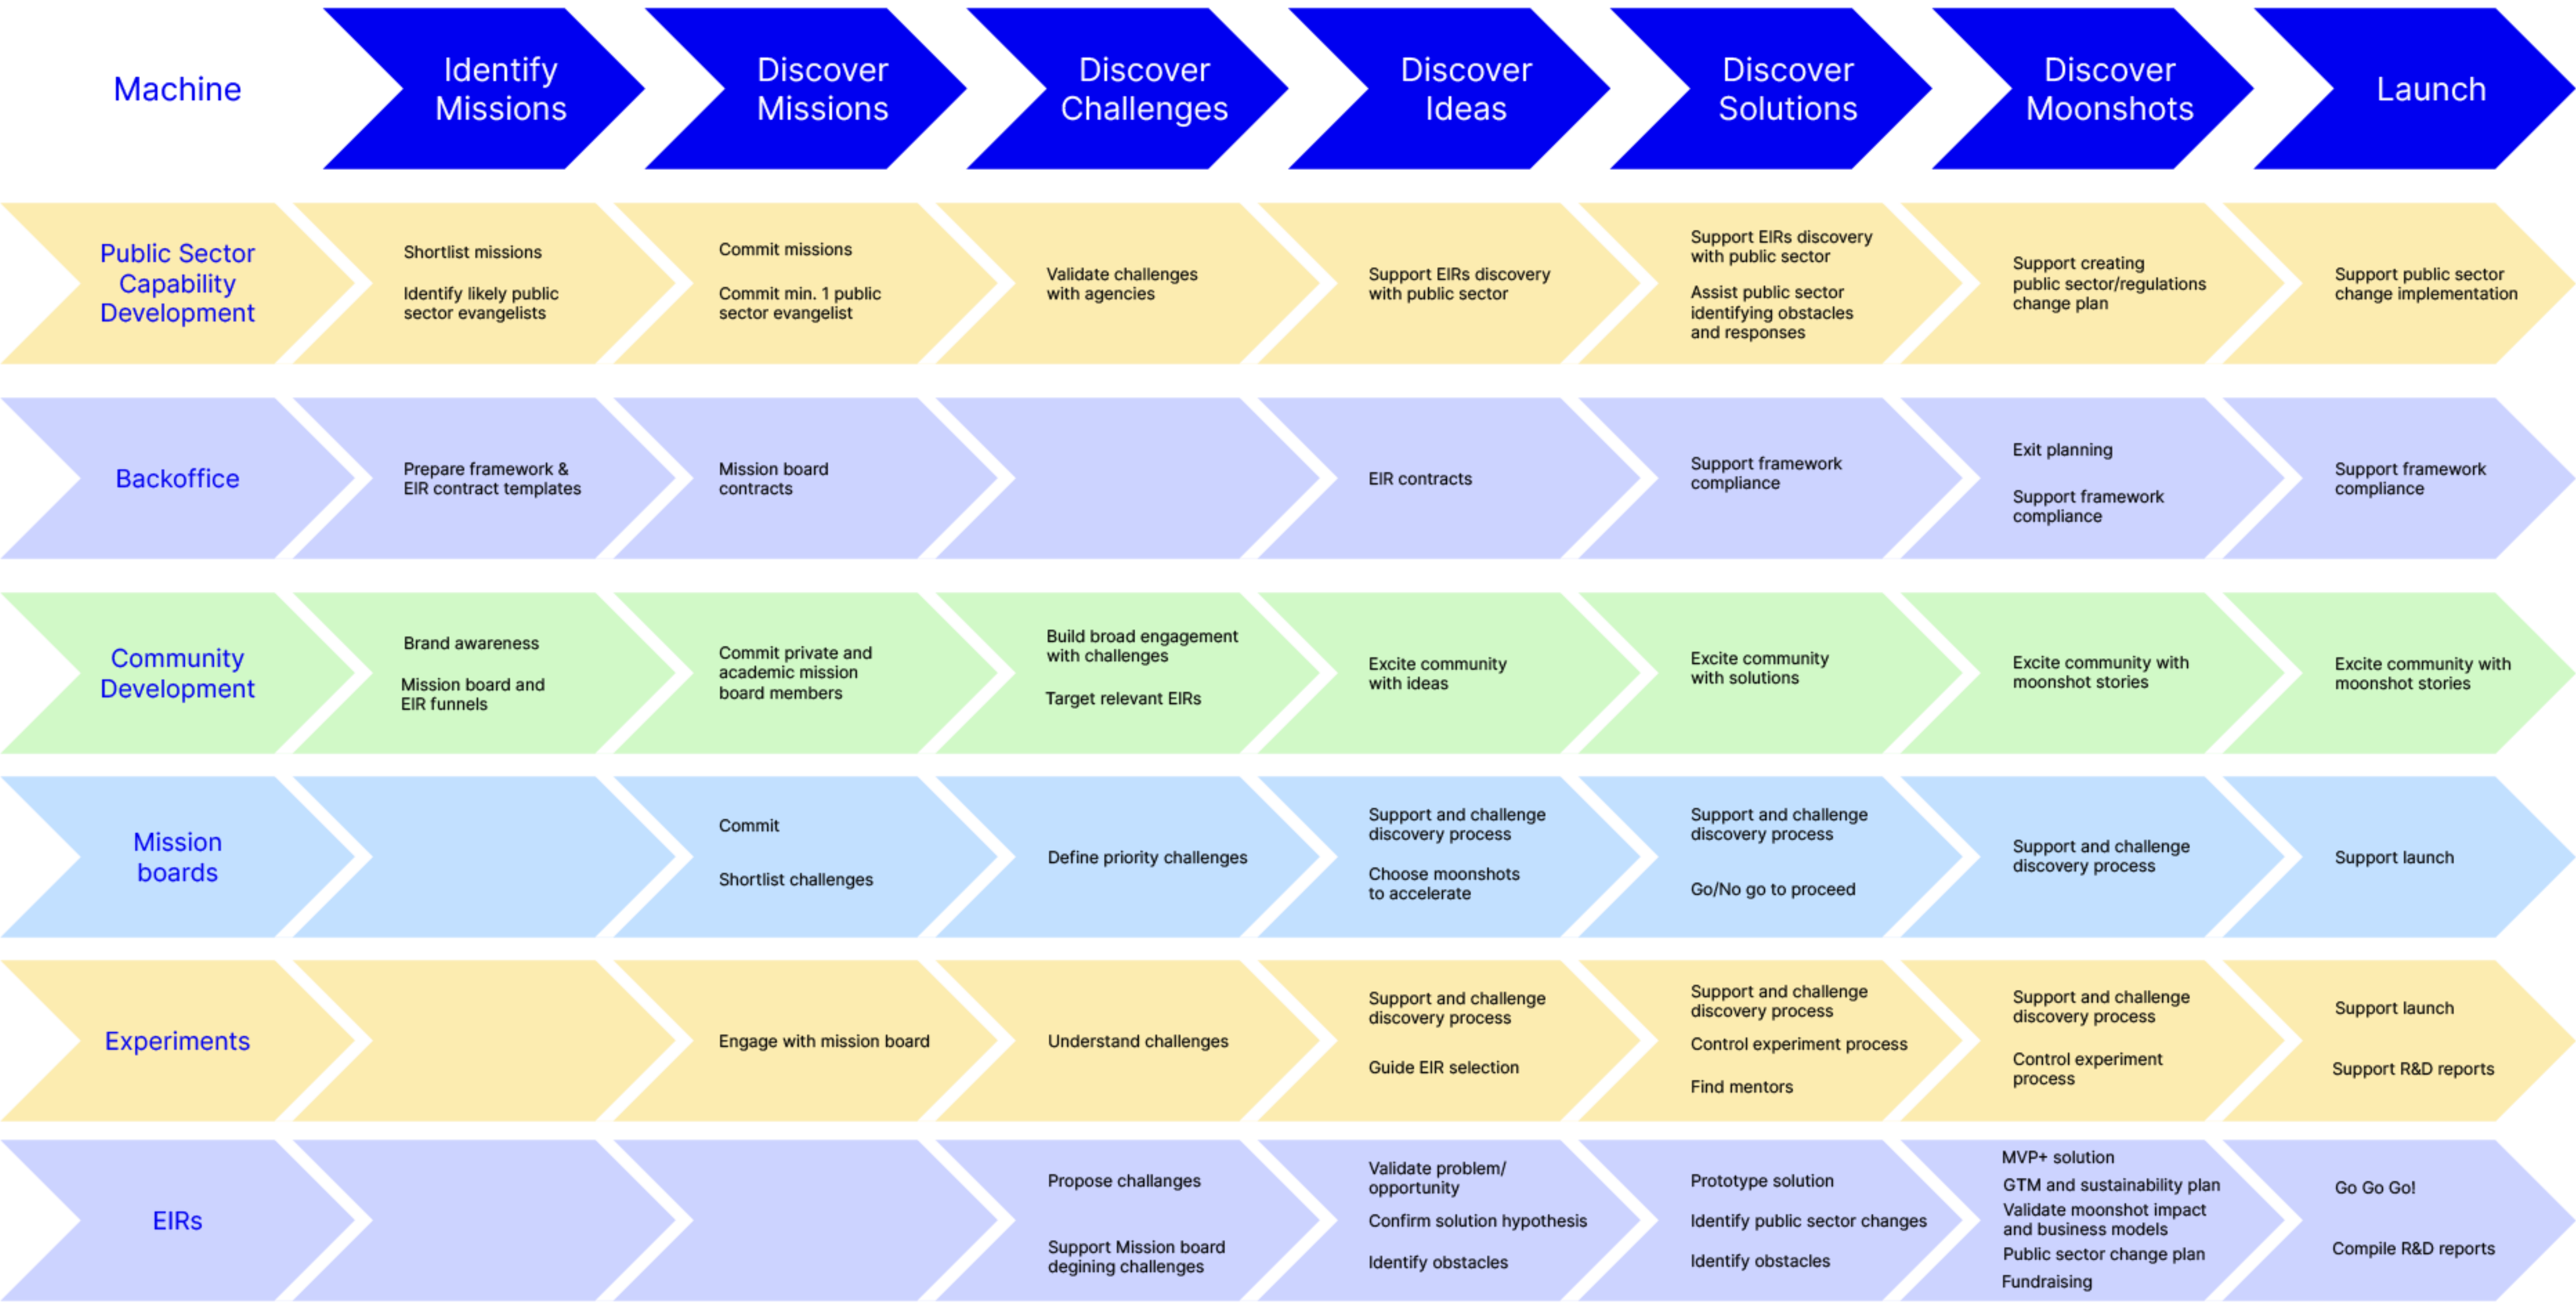 Machine
Identify
Missions
Discover
Missions
Discover
Challenges
Discover
Ideas
Discover
Solutions
Discover
Moonshots
Launch
Public Sector
Capability
Development
Shortlist missions
Identify likely public
sector evangelists
Commit missions
Commit min. 1 public
sector evangelist
Validate challenges
with agencies
Support EIRs discovery
with public sector
Support EIRs discovery
with public sector
Assist public sector
identifying obstacles
and responses
Support creating
public sector/regulations
change plan
Support public sector
change implementation
Backoffice
Prepare framework &
EIR contract templates
Mission board
contracts
EIR contracts
Support framework
compliance
Exit planning
Support framework
compliance
Support framework
compliance
Community
Development
Brand awareness
Mission board and
EIR funnels
Commit private and
academic mission
board members
Build broad engagement
with challenges
Target relevant EIRs
Excite community
with ideas
Excite community
with solutions
Excite community with
moonshot stories
Excite community with
moonshot stories
Mission
boards
Commit
Shortlist challenges
Define priority challenges
Support and challenge
discovery process
Choose moonshots
to accelerate
Support and challenge
discovery process
Go/No go to proceed
Support and challenge
discovery process
Support launch
Experiments
Engage with mission board
Understand challenges
Support and challenge
discovery process
Guide EIR selection
Support and challenge
discovery process
Control experiment process
Find mentors
Support and challenge
discovery process
Control experiment
process
Support launch
Support R&D reports
EIRs
Propose challanges
Support Mission board
degining challenges
Validate problem/
opportunity
Confirm solution hypothesis
Identify obstacles
Prototype solution
Identify public sector changes
Identify obstacles
MVP+ solution
GTM and sustainability plan
Validate moonshot impact
and business models
Public sector change plan
Fundraising
Go Go Go!
Compile R&D reports